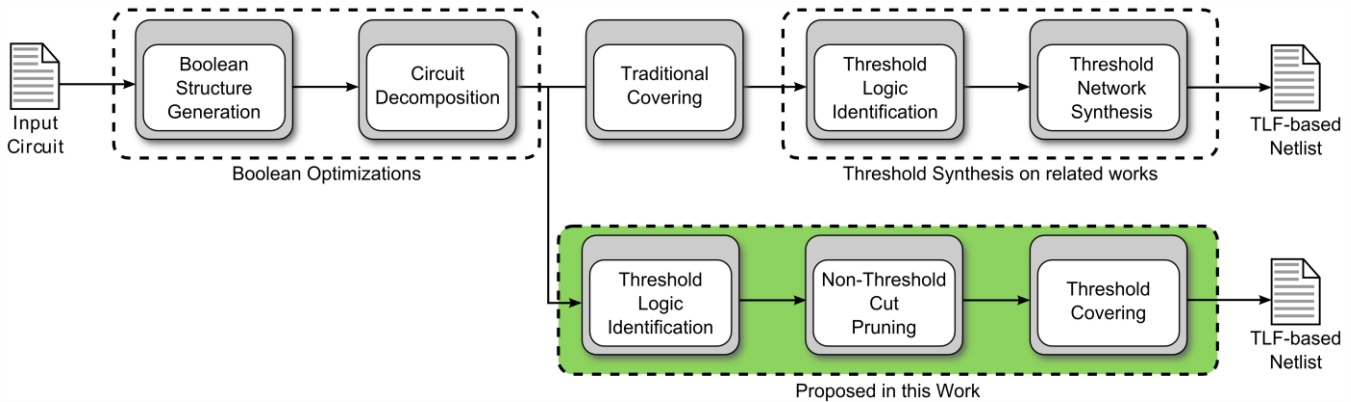 Input
Circuit
Boolean
Structure
Generation
Circuit
Decomposition
Boolean Optimizations
Traditional
Covering
Threshold
Logic
Identification
Threshold
Network
Synthesis
Threshold Synthesis on related works
TLF-based
Netlist
Threshold
Logic
Identification
Non-Threshold
Cut
Pruning
Threshold
Covering
Proposed in this Work
TLF-based
Netlist